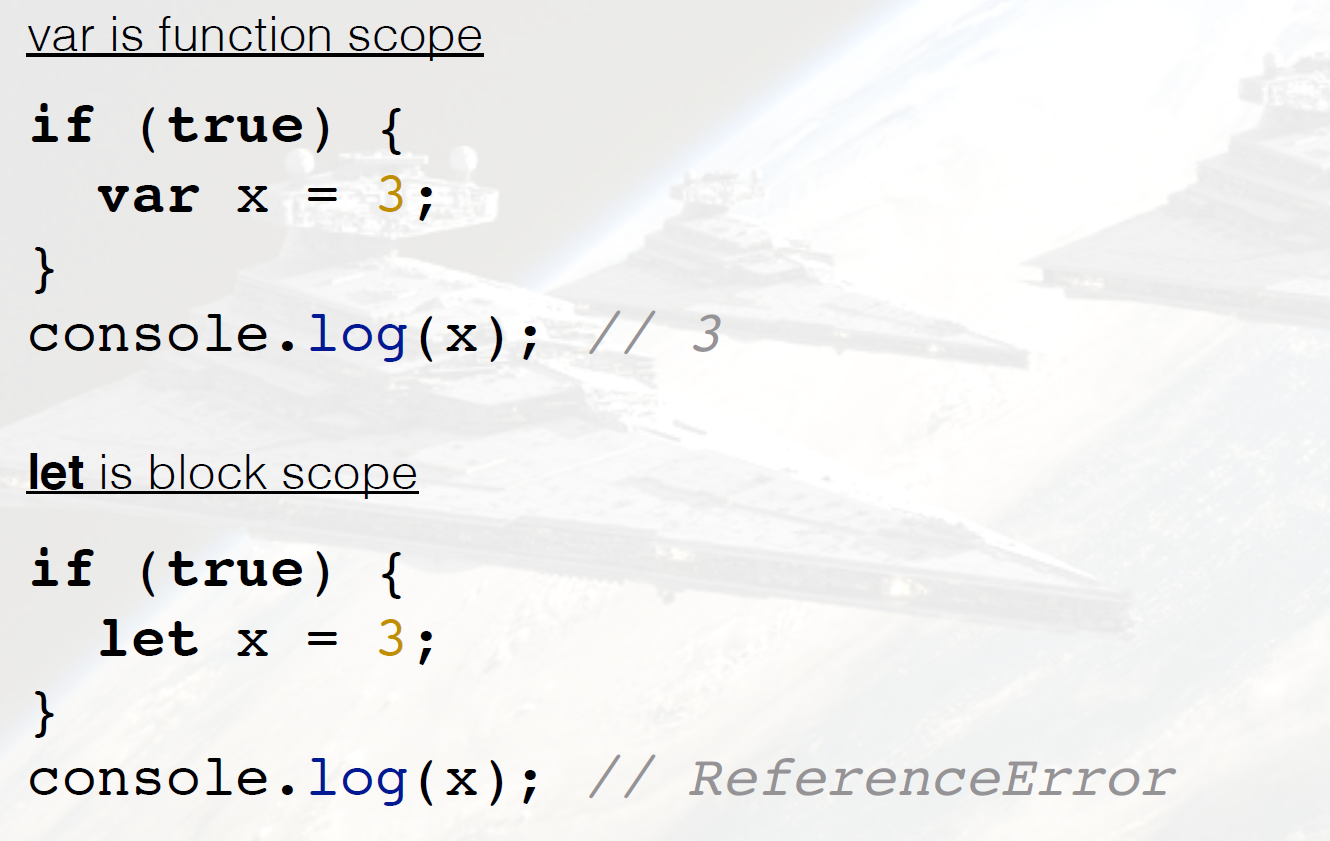 var is function scope
if (true) {
  var x = 3;
}
console.log(x); // 3
let is block scope
if (true) {
  let x = 3;
}
console.log(x); // ReferenceError